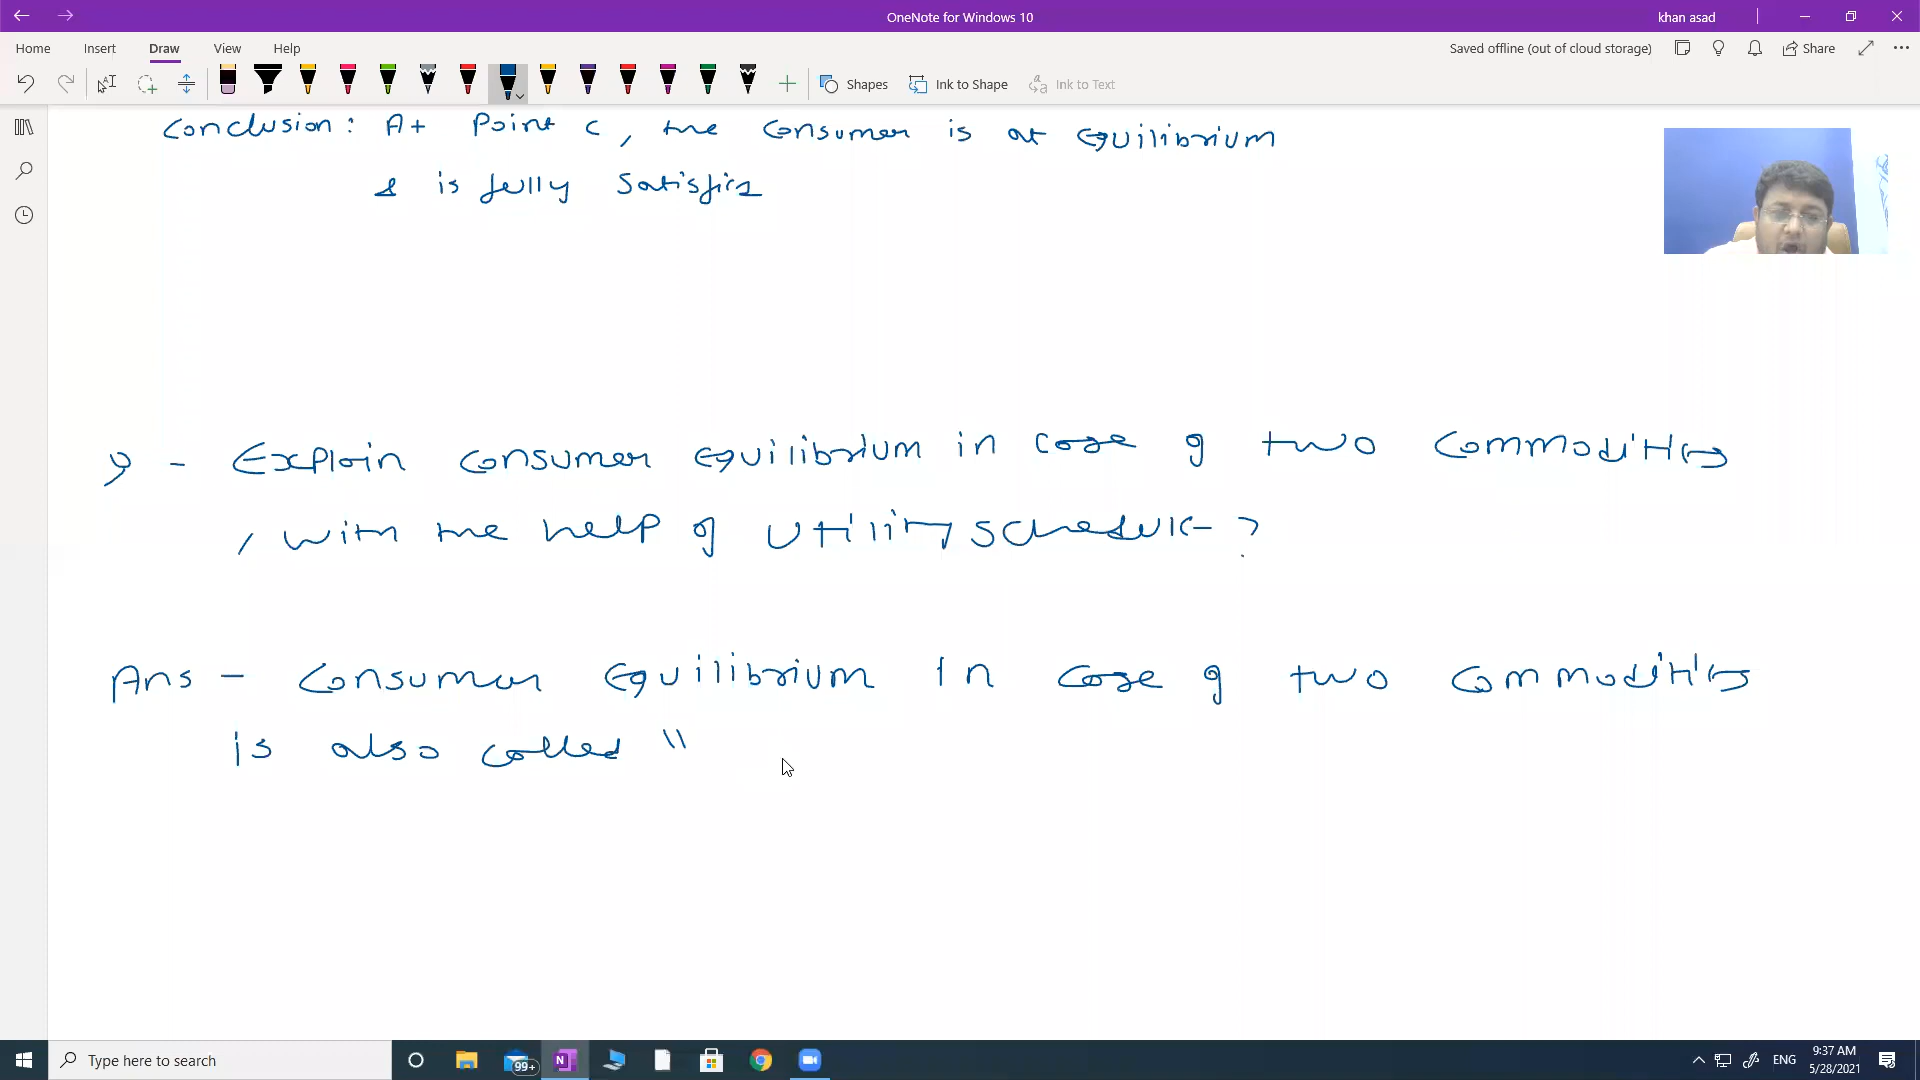 OneNote for Windows 10
khan asad
Home Insert Draw View Help
Saved offline (out of cloud storage)
Share
Shapes
Ink to Shape
Ink to Text
Conclusion: At Point C, the Consumer is at Equilibrium
& is fully Satisfied
Q - Explain Consumer Equilibrium in case of two Commodities
, with the help of Utility Schedule ?
Ans - Consumer Equilibrium In case of two Commodities
is also called "
Type here to search
99+
ENG
9:37 AM
5/28/2021